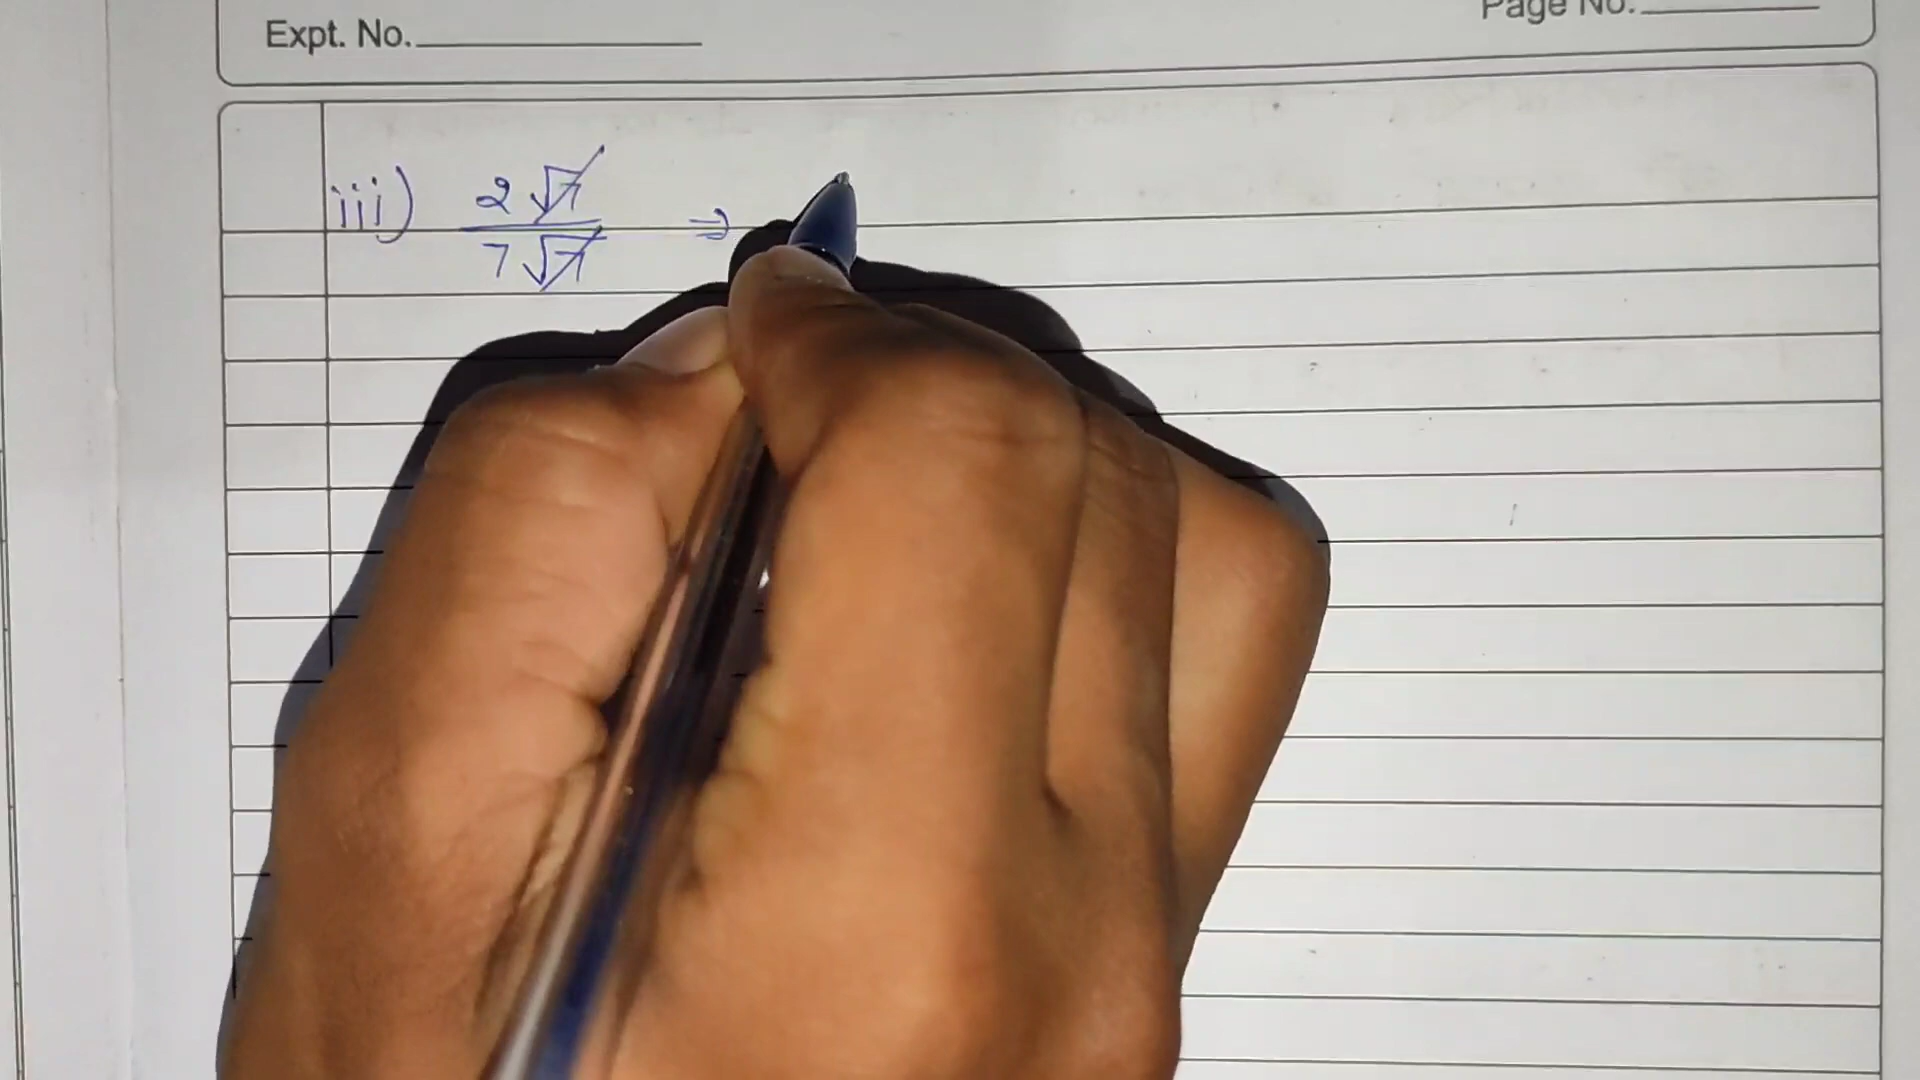 Page No.
Expt. No.
iii) 2√7 / 7√7 ⇒